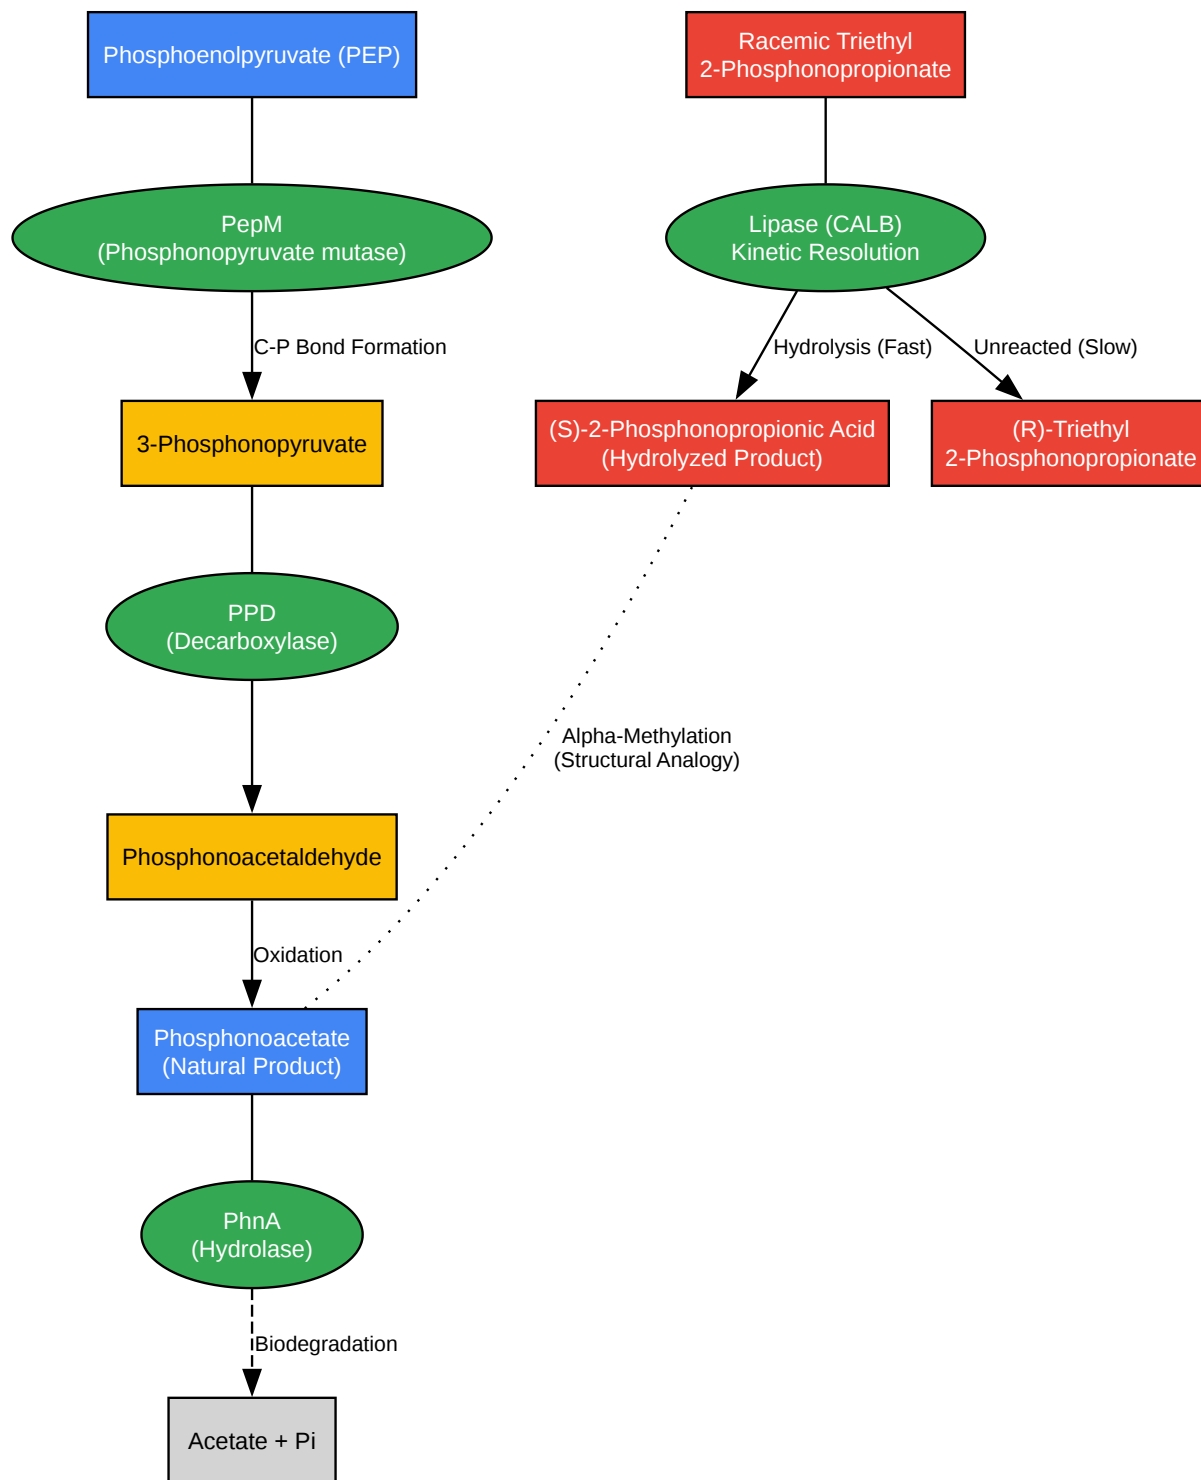 Phosphoenolpyruvate (PEP)
Racemic Triethyl
2-Phosphonopropionate
PepM
(Phosphonopyruvate mutase)
Lipase (CALB)
Kinetic Resolution
C-P Bond Formation
Hydrolysis (Fast)
Unreacted (Slow)
3-Phosphonopyruvate
(S)-2-Phosphonopropionic Acid
(Hydrolyzed Product)
(R)-Triethyl
2-Phosphonopropionate
PPD
(Decarboxylase)
Alpha-Methylation
(Structural Analogy)
Phosphonoacetaldehyde
Oxidation
Phosphonoacetate
(Natural Product)
PhnA
(Hydrolase)
Biodegradation
Acetate + Pi